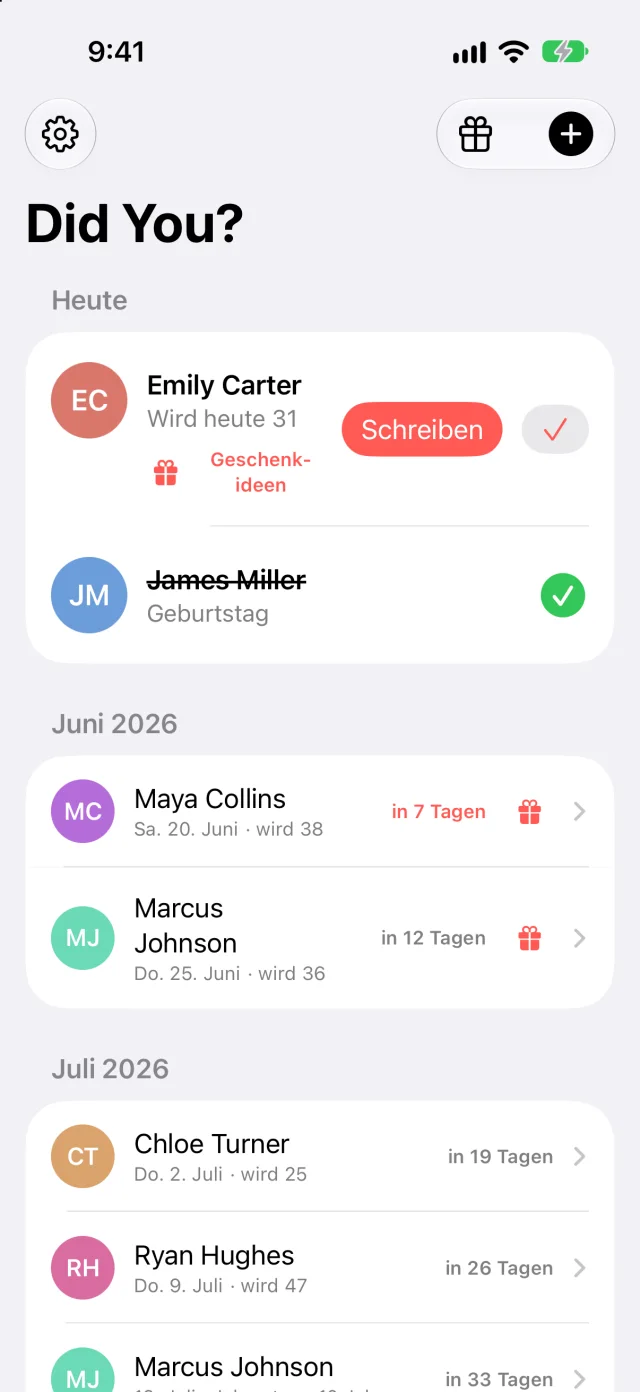 9:41
Did You?
Heute
EC
Emily Carter
Wird heute 31
Geschenk-
ideen
Schreiben
JM
James Miller
Geburtstag
Juni 2026
MC
Maya Collins
Sa. 20. Juni · wird 38
in 7 Tagen
MJ
Marcus
Johnson
Do. 25. Juni · wird 36
in 12 Tagen
Juli 2026
CT
Chloe Turner
Do. 2. Juli · wird 25
in 19 Tagen
RH
Ryan Hughes
Do. 9. Juli · wird 47
in 26 Tagen
MJ
Marcus Johnson
in 33 Tagen